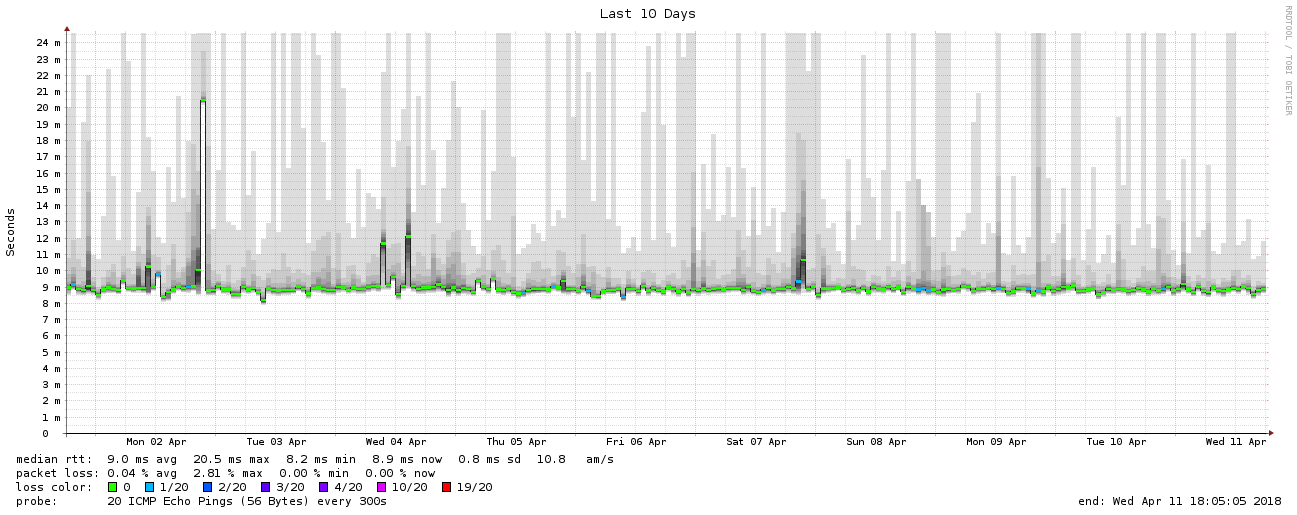 Last 10 Days
RRDTOOL / TOBI OETIKER
Seconds
24 m
23 m
22 m
21 m
20 m
19 m
18 m
17 m
16 m
15 m
14 m
13 m
12 m
11 m
10 m
9 m
8 m
7 m
6 m
5 m
4 m
3 m
2 m
1 m
0
Mon 02 Apr Tue 03 Apr Wed 04 Apr Thu 05 Apr Fri 06 Apr Sat 07 Apr Sun 08 Apr Mon 09 Apr Tue 10 Apr Wed 11 Apr
median rtt: 9.0 ms avg 20.5 ms max 8.2 ms min 8.9 ms now 0.8 ms sd 10.8 am/s
packet loss: 0.04 % avg 2.81 % max 0.00 % min 0.00 % now
loss color: 0 1/20 2/20 3/20 4/20 10/20 19/20
probe: 20 ICMP Echo Pings (56 Bytes) every 300s end: Wed Apr 11 18:05:05 2018